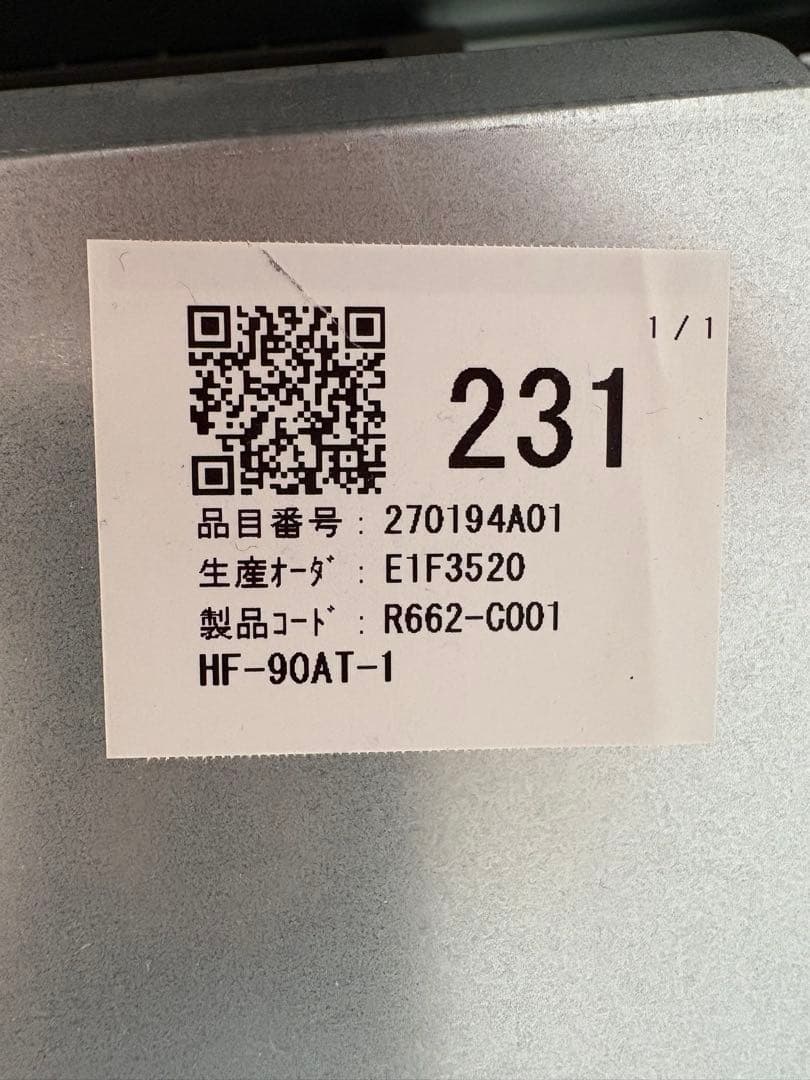 1/1
231
品目番号：270194A01
生産ｵｰﾀﾞ：E1F3520
製品ｺｰﾄﾞ：R662-C001
HF-90AT-1